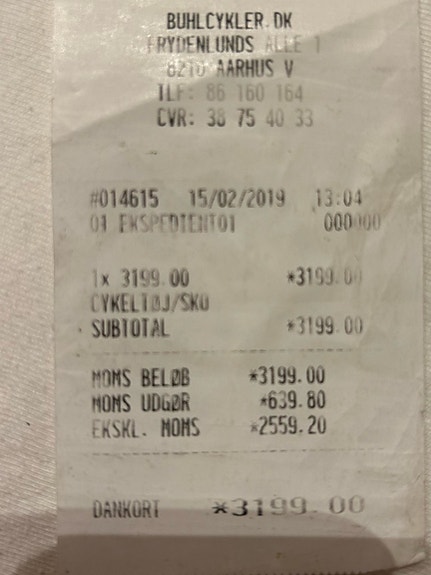 BUHLCYKLER.DK
FRYDENLUNDS ALLE 1
8210 AARHUS V
TLF: 86 160 164
CVR: 38 75 40 33
#014615 15/02/2019 13:04
01 EKSPEDIENT01 000000
1x 3199.00 *3199.00
CYKELTØJ/SKO
SUBTOTAL *3199.00
MOMS BELØB *3199.00
MOMS UDGØR *639.80
EKSKL. MOMS *2559.20
DANKORT *3199.00